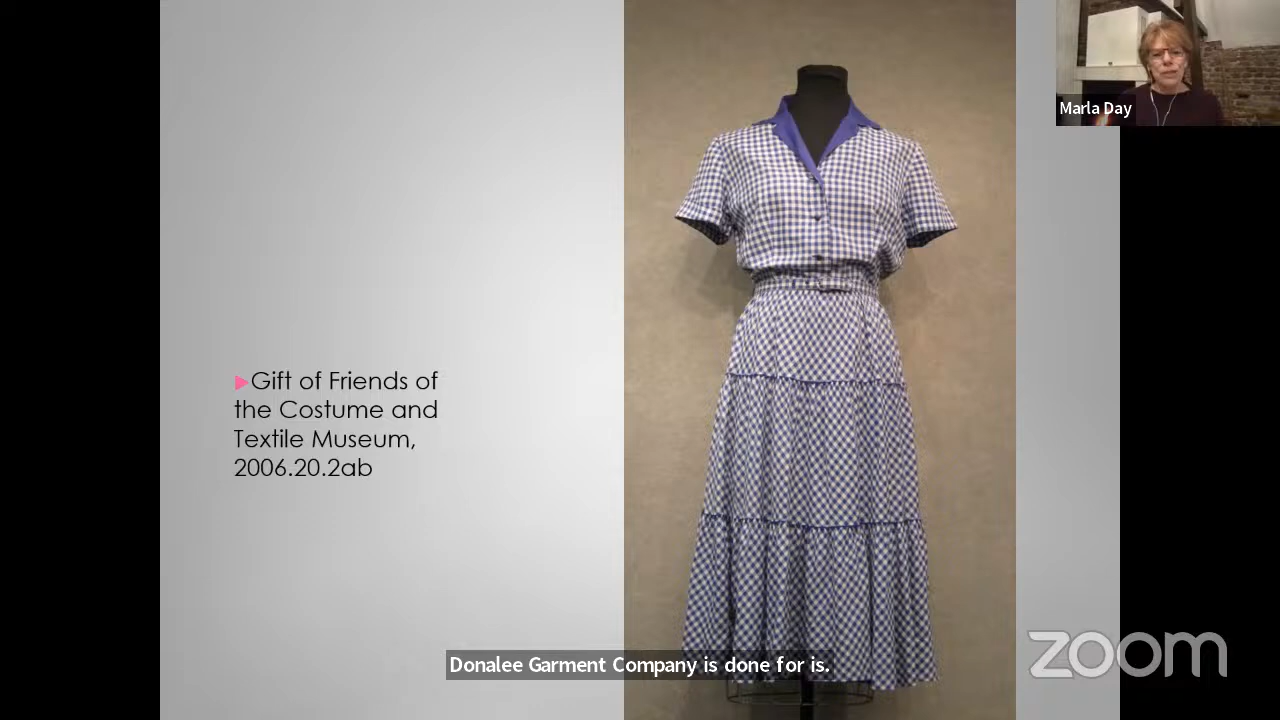 Marla Day
Gift of Friends of
the Costume and
Textile Museum,
2006.20.2ab
Donalee Garment Company is done for is.
zoom